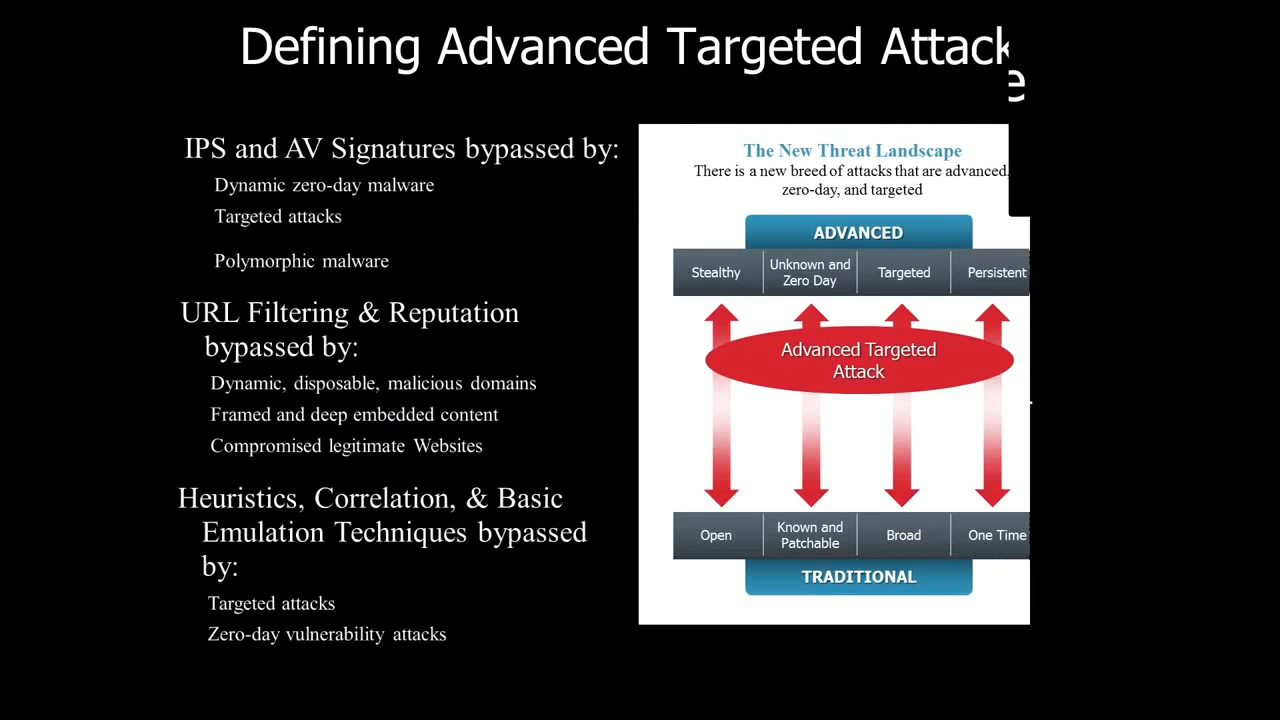 Defining Advanced Targeted Attack
e
IPS and AV Signatures bypassed by:
Dynamic zero-day malware
Targeted attacks
Polymorphic malware
URL Filtering & Reputation
bypassed by:
Dynamic, disposable, malicious domains
Framed and deep embedded content
Compromised legitimate Websites
Heuristics, Correlation, & Basic
Emulation Techniques bypassed
by:
Targeted attacks
Zero-day vulnerability attacks
The New Threat Landscape
There is a new breed of attacks that are advanced,
zero-day, and targeted
ADVANCED
Stealthy
Unknown and
Zero Day
Targeted
Persistent
Advanced Targeted
Attack
Open
Known and
Patchable
Broad
One Time
TRADITIONAL